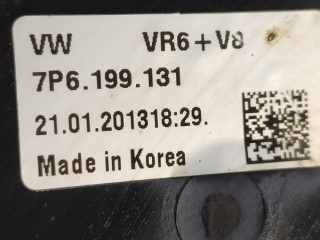 VW VR6+V8
7P6.199.131
21.01.201318:29.
Made in Korea